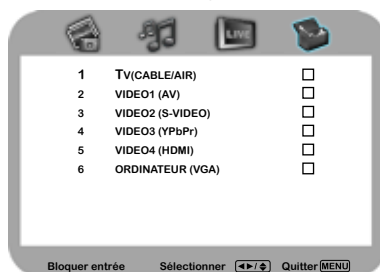 LIVE
1 TV(CABLE/AIR)
2 VIDEO1 (AV)
3 VIDEO2 (S-VIDEO)
4 VIDEO3 (YPbPr)
5 VIDEO4 (HDMI)
6 ORDINATEUR (VGA)
Bloquer entrée Sélectionner ◄►/◆ Quitter MENU